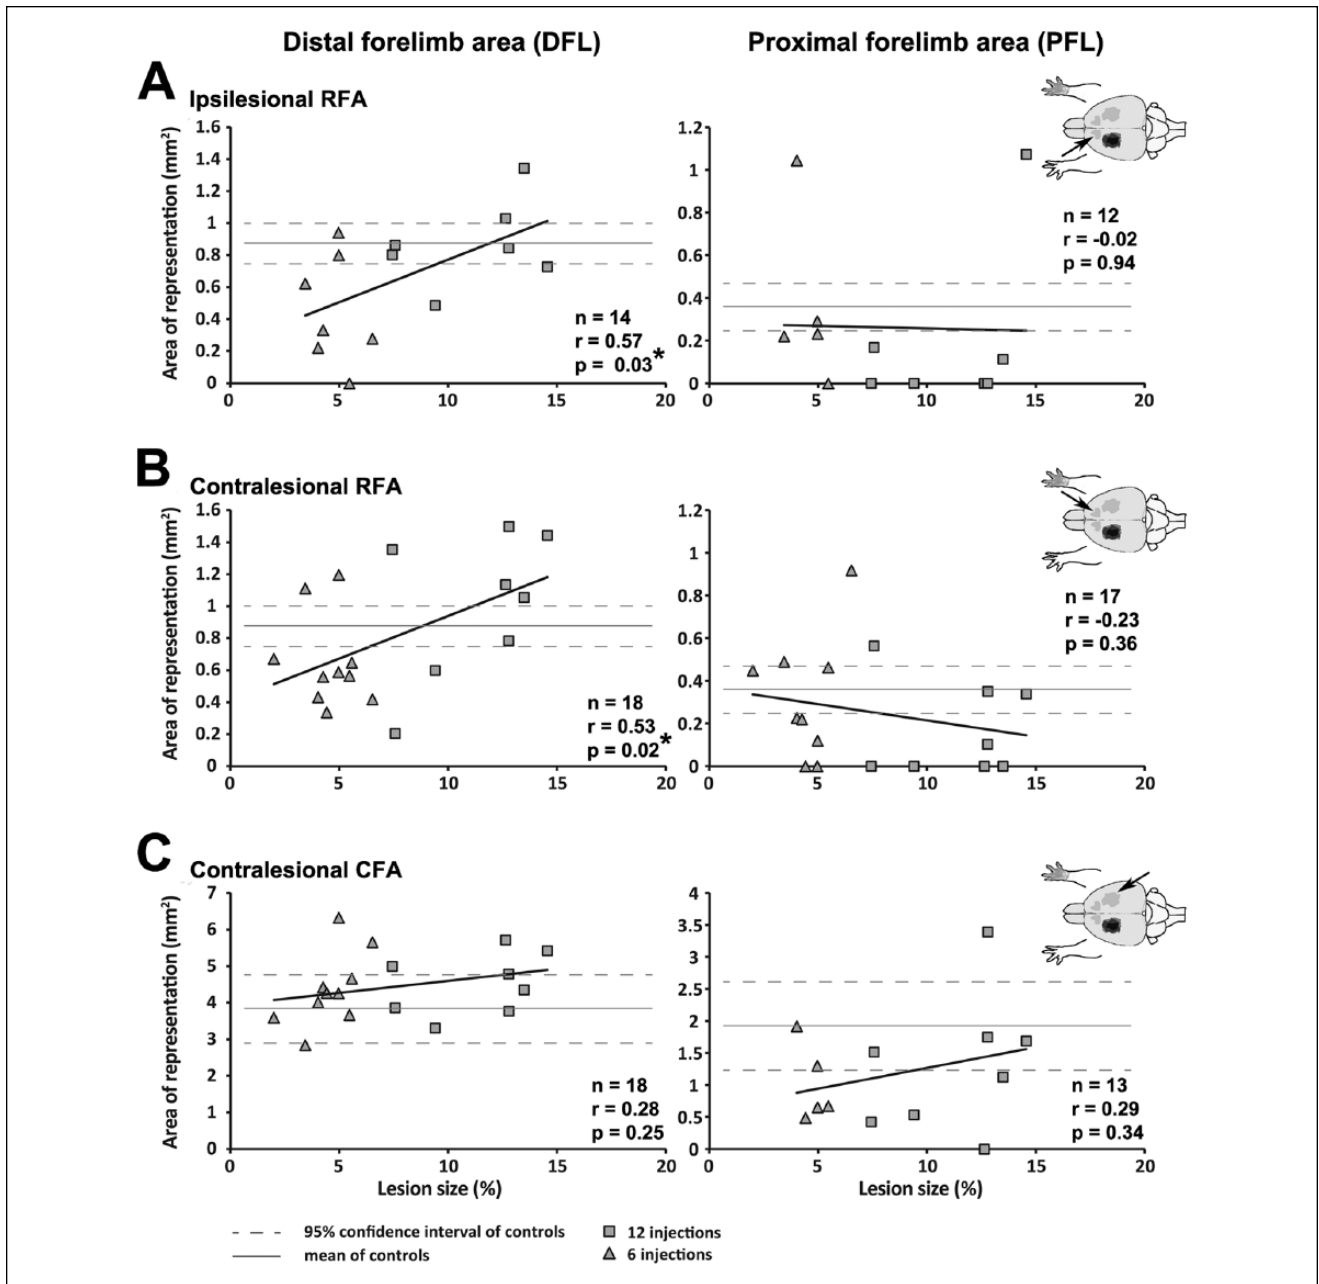 Distal forelimb area (DFL)
Proximal forelimb area (PFL)
A
Ipsilesional RFA
Area of representation (mm²)
1.6
1.4
1.2
1
0.8
0.6
0.4
0.2
0
0 5 10 15 20
n = 14
r = 0.57
p = 0.03*
1.2
1
0.8
0.6
0.4
0.2
0
0 5 10 15 20
n = 12
r = -0.02
p = 0.94
B
Contralesional RFA
Area of representation (mm²)
1.6
1.4
1.2
1
0.8
0.6
0.4
0.2
0
0 5 10 15 20
n = 18
r = 0.53
p = 0.02*
1.2
1
0.8
0.6
0.4
0.2
0
0 5 10 15 20
n = 17
r = -0.23
p = 0.36
C
Contralesional CFA
Area of representation (mm²)
7
6
5
4
3
2
1
0
0 5 10 15 20
Lesion size (%)
n = 18
r = 0.28
p = 0.25
4
3.5
3
2.5
2
1.5
1
0.5
0
0 5 10 15 20
Lesion size (%)
n = 13
r = 0.29
p = 0.34
95% confidence interval of controls
mean of controls
12 injections
6 injections